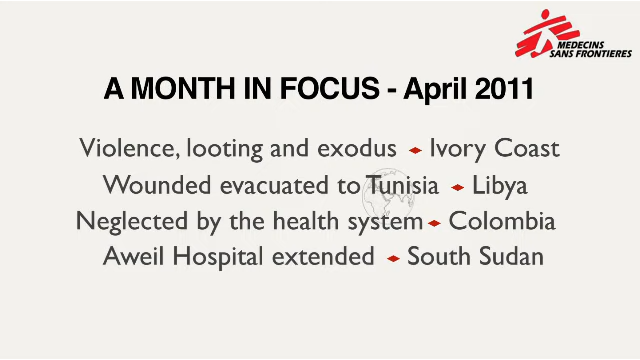 MEDECINS
SANS FRONTIERES
A MONTH IN FOCUS - April 2011
Violence, looting and exodus ♦ Ivory Coast
Wounded evacuated to Tunisia ♦ Libya
Neglected by the health system ♦ Colombia
Aweil Hospital extended ♦ South Sudan